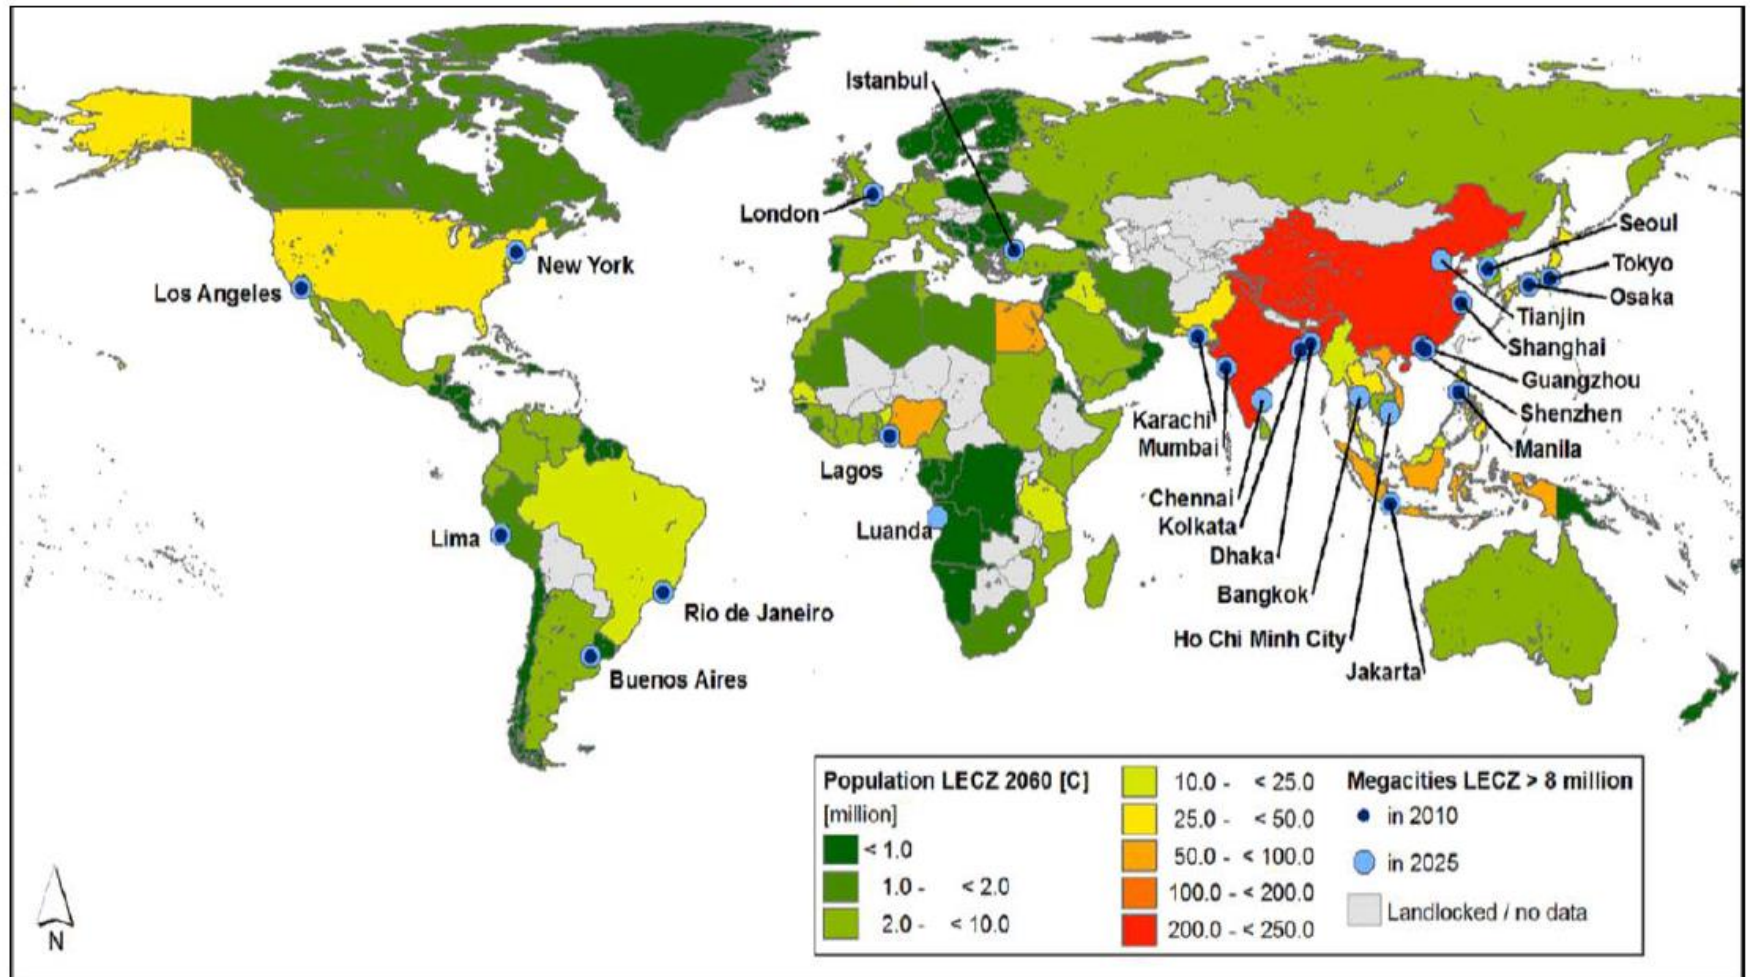 Istanbul
London
New York
Los Angeles
Seoul
Tokyo
Osaka
Tianjin
Shanghai
Guangzhou
Shenzhen
Manila
Karachi
Mumbai
Lagos
Chennai
Kolkata
Luanda
Lima
Dhaka
Bangkok
Rio de Janeiro
Ho Chi Minh City
Jakarta
Buenos Aires
Population LECZ 2060 [C]
[million]
< 1.0
1.0 - < 2.0
2.0 - < 10.0
10.0 - < 25.0
25.0 - < 50.0
50.0 - < 100.0
100.0 - < 200.0
200.0 - < 250.0
Megacities LECZ > 8 million
in 2010
in 2025
Landlocked / no data
N